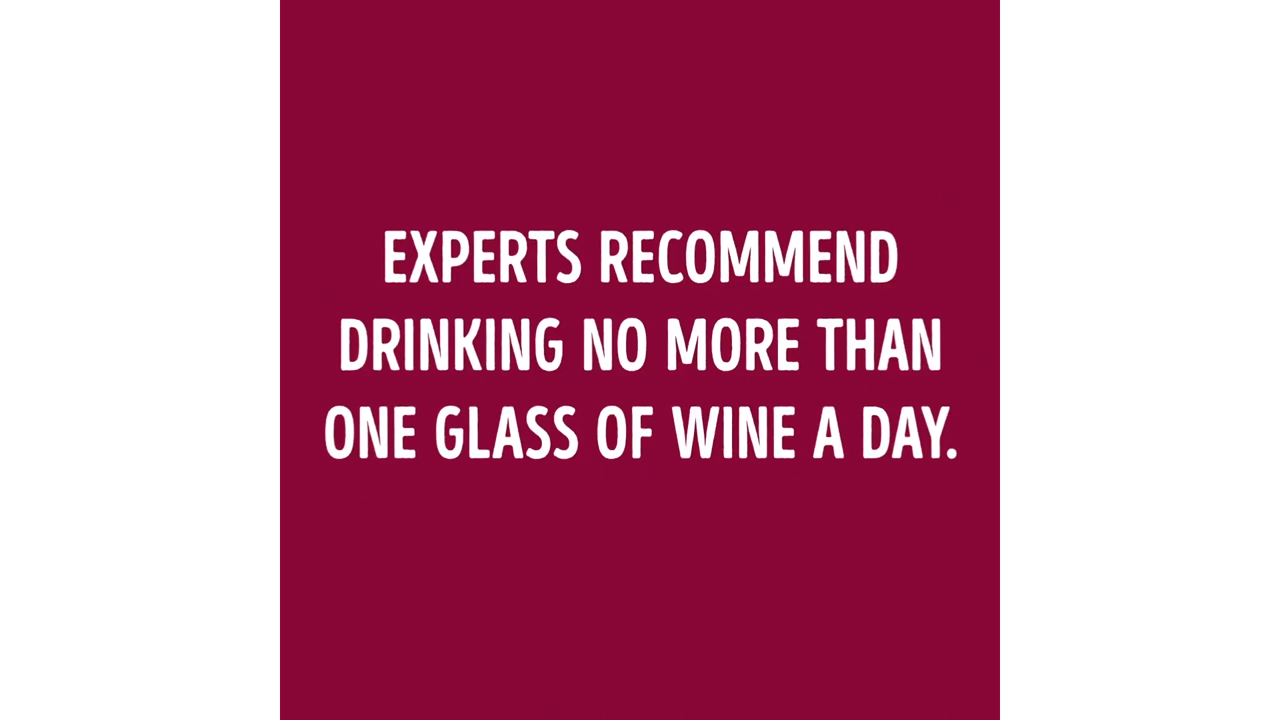 EXPERTS RECOMMEND
DRINKING NO MORE THAN
ONE GLASS OF WINE A DAY.